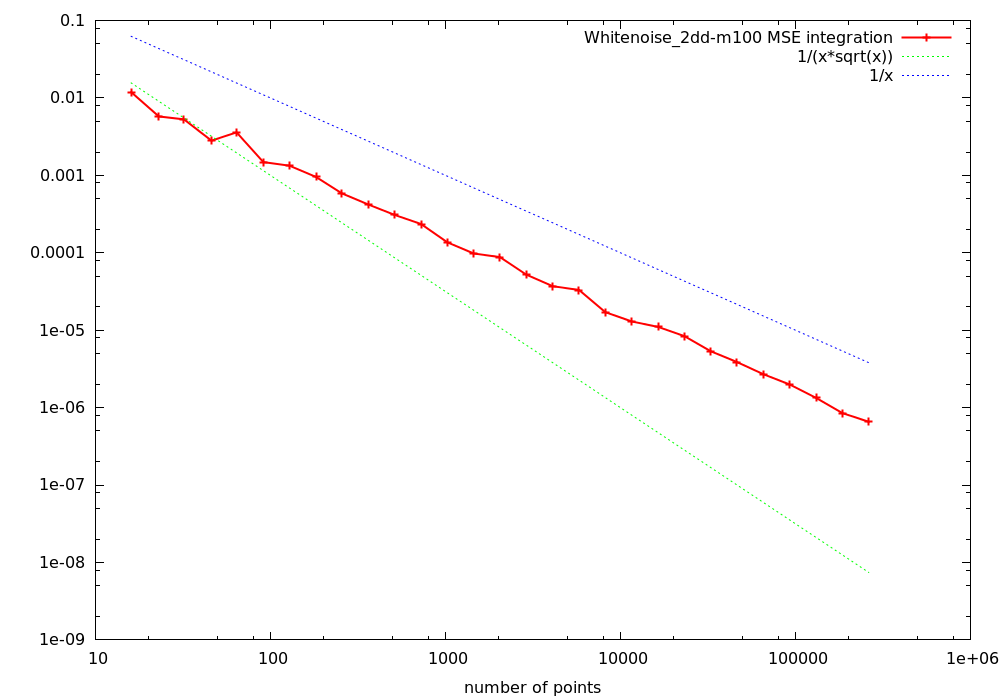 0.1
0.01
0.001
0.0001
1e-05
1e-06
1e-07
1e-08
1e-09
10
100
1000
10000
100000
1e+06
number of points
Whitenoise_2dd-m100 MSE integration
1/(x*sqrt(x))
1/x